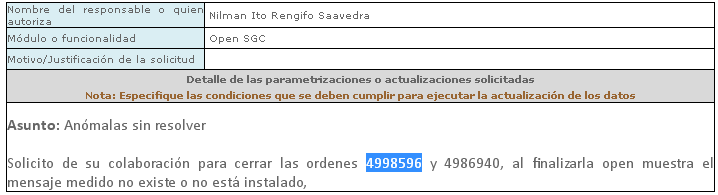 Nombre del responsable o quien autoriza
Nilman Ito Rengifo Saavedra
Módulo o funcionalidad
Open SGC
Motivo/Justificación de la solicitud
Detalle de las parametrizaciones o actualizaciones solicitadas
Nota: Especifique las condiciones que se deben cumplir para ejecutar la actualización de los datos
Asunto: Anómalas sin resolver
Solicito de su colaboración para cerrar las ordenes 4998596 y 4986940, al finalizarla open muestra el
mensaje medido no existe o no está instalado,